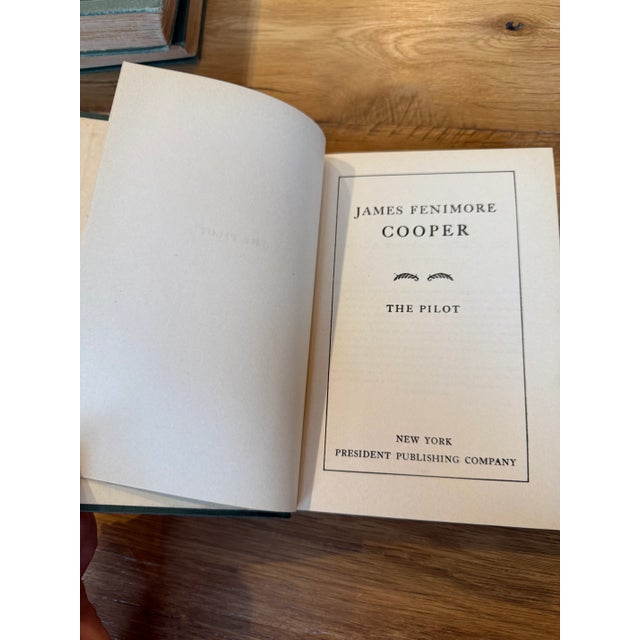 JAMES FENIMORE
COOPER
THE PILOT
NEW YORK
PRESIDENT PUBLISHING COMPANY